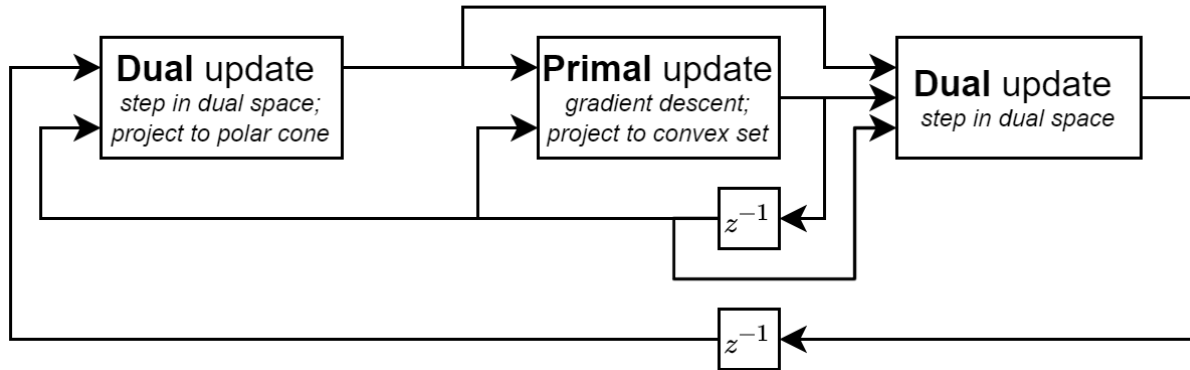 Dual update
step in dual space;
project to polar cone
Primal update
gradient descent;
project to convex set
Dual update
step in dual space
z⁻¹
z⁻¹